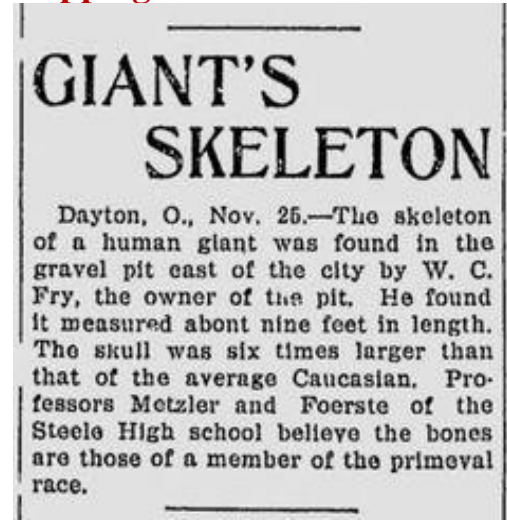 GIANT'S
SKELETON
Dayton, O., Nov. 25.—The skeleton
of a human giant was found in the
gravel pit east of the city by W. C.
Fry, the owner of the pit. He found
it measured abont nine feet in length.
The skull was six times larger than
that of the average Caucasian. Pro-
fessors Metzler and Foerste of the
Steele High school believe the bones
are those of a member of the primeval
race.